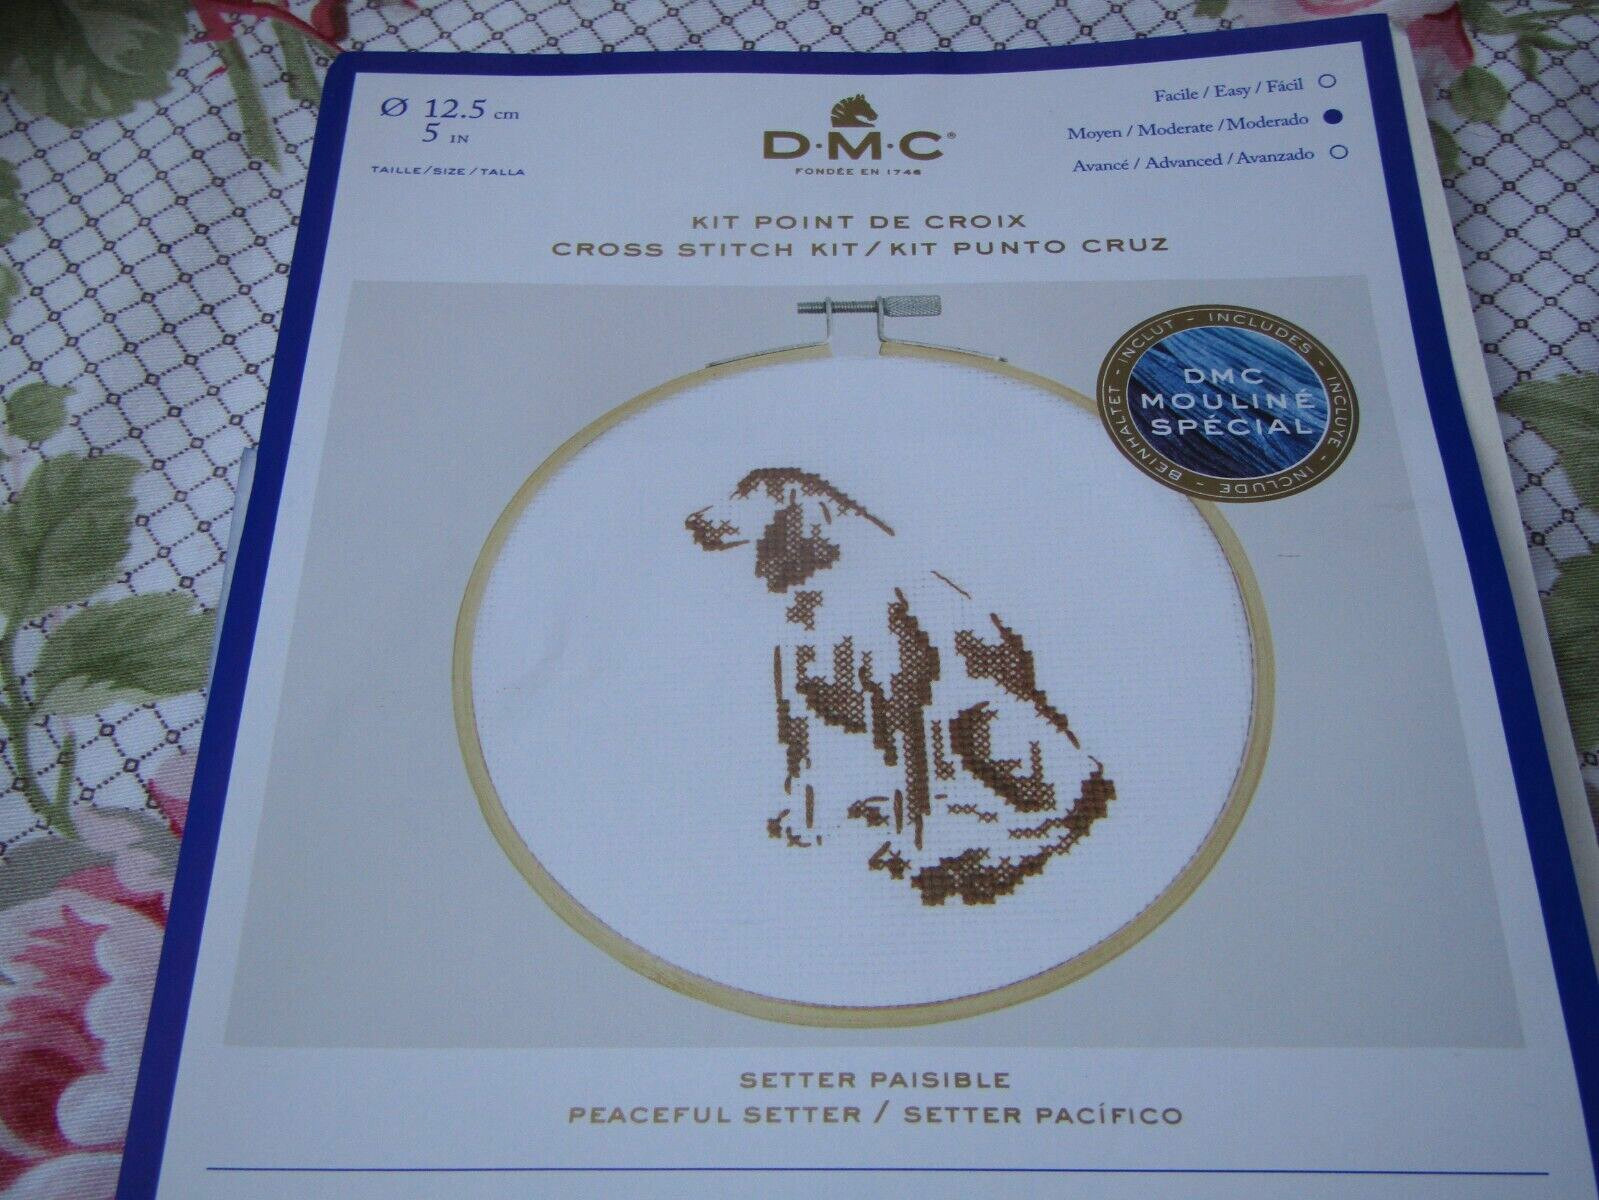 Ø 12.5 cm
5 IN
TAILLE/SIZE/TALLA
D·M·C®
FONDÉE EN 1746
Facile / Easy / Fácil
Moyen / Moderate / Moderado
Avancé / Advanced / Avanzado
KIT POINT DE CROIX
CROSS STITCH KIT / KIT PUNTO CRUZ
INCLUT - INCLUDES - INCLUYE - INCLUDE - BEINHALTET -
DMC
MOULINÉ
SPÉCIAL
SETTER PAISIBLE
PEACEFUL SETTER / SETTER PACÍFICO